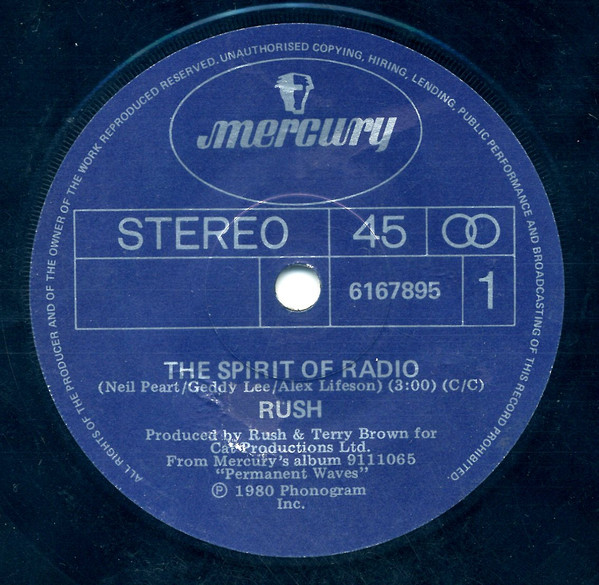 ALL RIGHTS OF THE PRODUCER AND OF THE OWNER OF THE WORK REPRODUCED RESERVED. UNAUTHORISED COPYING, HIRING, LENDING, PUBLIC PERFORMANCE AND BROADCASTING OF THIS RECORD PROHIBITED.
mercury
STEREO 45
6167895 1
THE SPIRIT OF RADIO
(Neil Peart/Geddy Lee/Alex Lifeson) (3:00) (C/C)
RUSH
Produced by Rush & Terry Brown for
Cat Productions Ltd.
From Mercury's album 9111065
"Permanent Waves"
Ⓟ 1980 Phonogram
Inc.